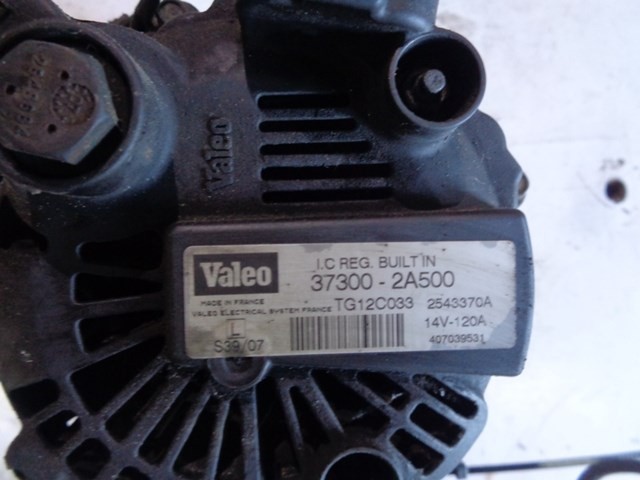 Valeo
Valeo
I.C REG. BUILT IN
37300 - 2A500
MADE IN FRANCE
TG12C033 2543370A
VALEO ELECTRICAL SYSTEM FRANCE
L
14V-120A
S39/07
407039531